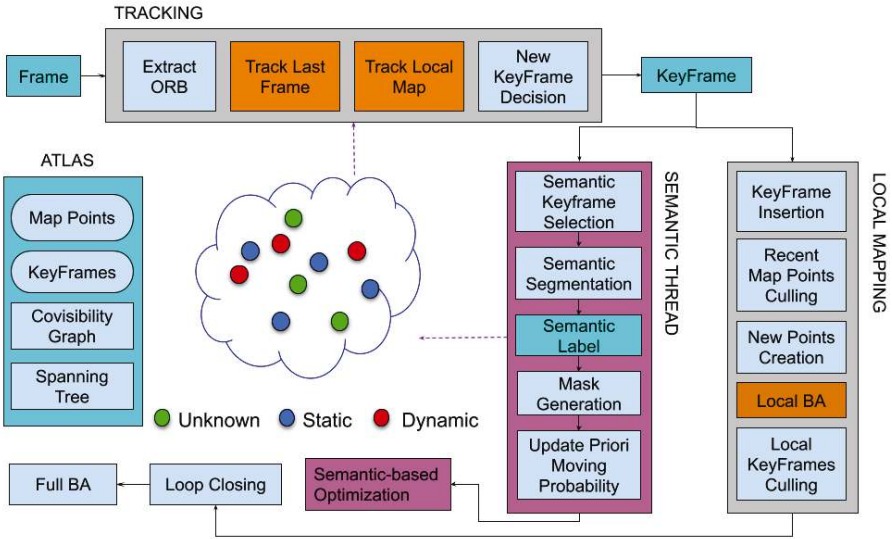 TRACKING
Frame
Extract
ORB
Track Last
Frame
Track Local
Map
New
KeyFrame
Decision
KeyFrame
ATLAS
Map Points
KeyFrames
Covisibility
Graph
Spanning
Tree
Unknown
Static
Dynamic
SEMANTIC THREAD
Semantic
Keyframe
Selection
Semantic
Segmentation
Semantic
Label
Mask
Generation
Update Priori
Moving
Probability
LOCAL MAPPING
KeyFrame
Insertion
Recent
Map Points
Culling
New Points
Creation
Local BA
Local
KeyFrames
Culling
Full BA
Loop Closing
Semantic-based
Optimization